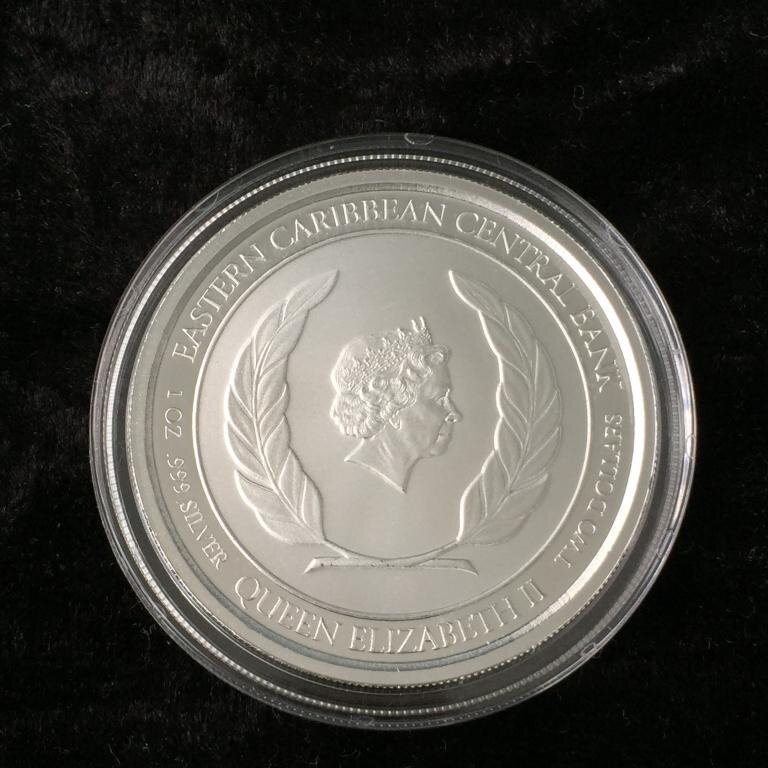 EASTERN CARIBBEAN CENTRAL BANK
TWO DOLLARS
QUEEN ELIZABETH II
1 OZ .999 SILVER